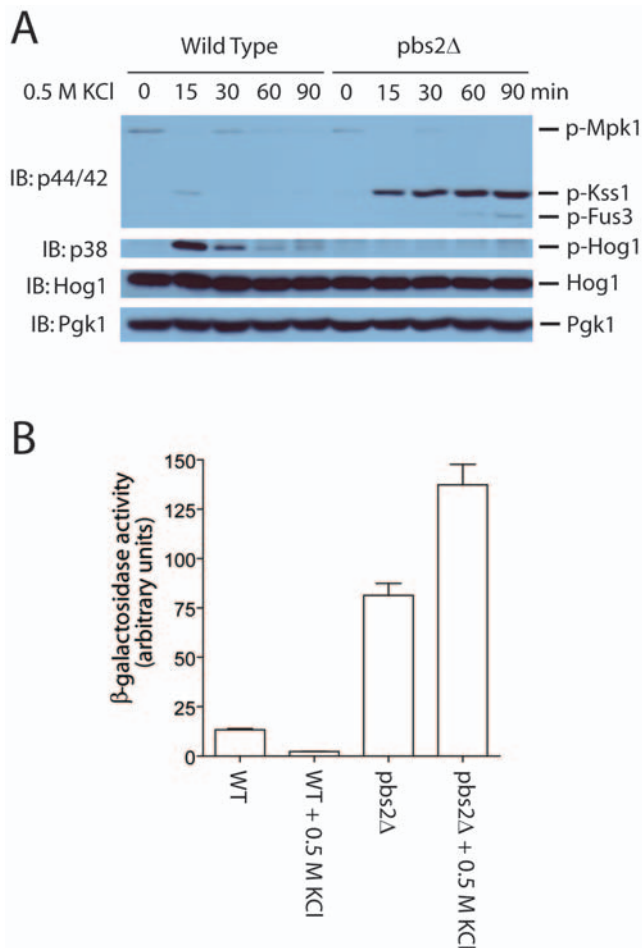 A
Wild Type pbs2Δ
0.5 M KCl 0 15 30 60 90 0 15 30 60 90 min
IB: p44/42
p-Mpk1
p-Kss1
p-Fus3
IB: p38 p-Hog1
IB: Hog1 Hog1
IB: Pgk1 Pgk1
B
β-galactosidase activity
(arbitrary units)
150
125
100
75
50
25
0
WT
WT + 0.5 M KCl
pbs2Δ
pbs2Δ + 0.5 M KCl